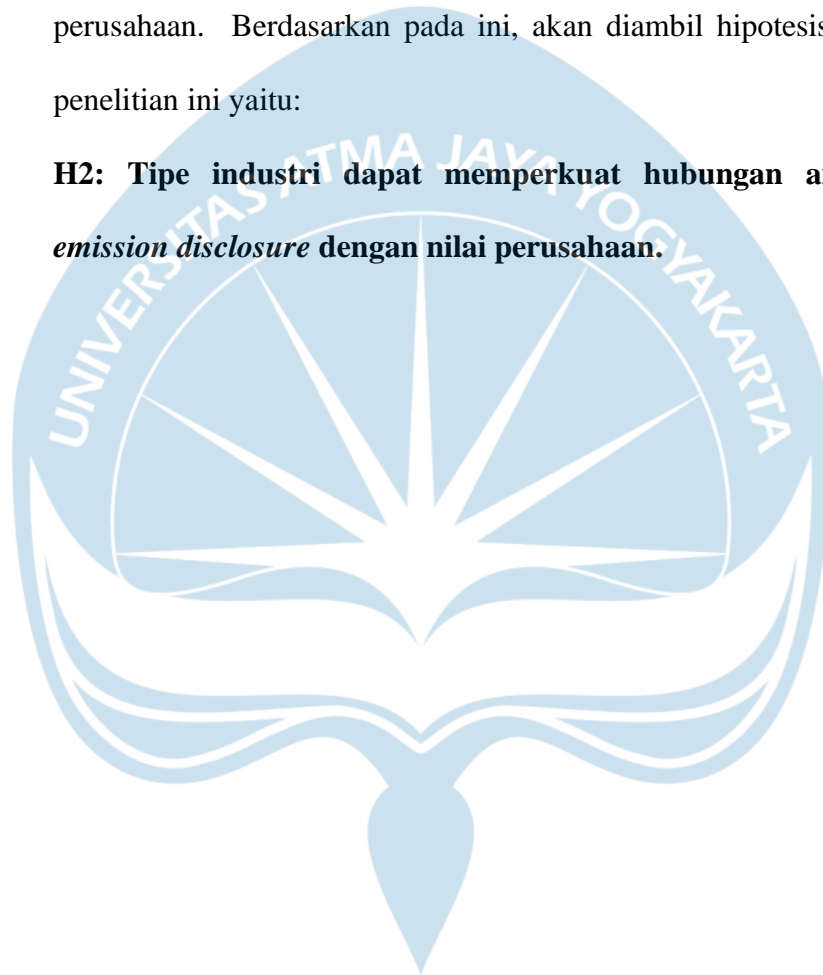 perusahaan. Berdasarkan pada ini, akan diambil hipotesis
penelitian ini yaitu:
H2: Tipe industri dapat memperkuat hubungan
emission disclosure dengan nilai perusahaan.
UNIVERSITAS ATMA JAYA YOGYAKARTA